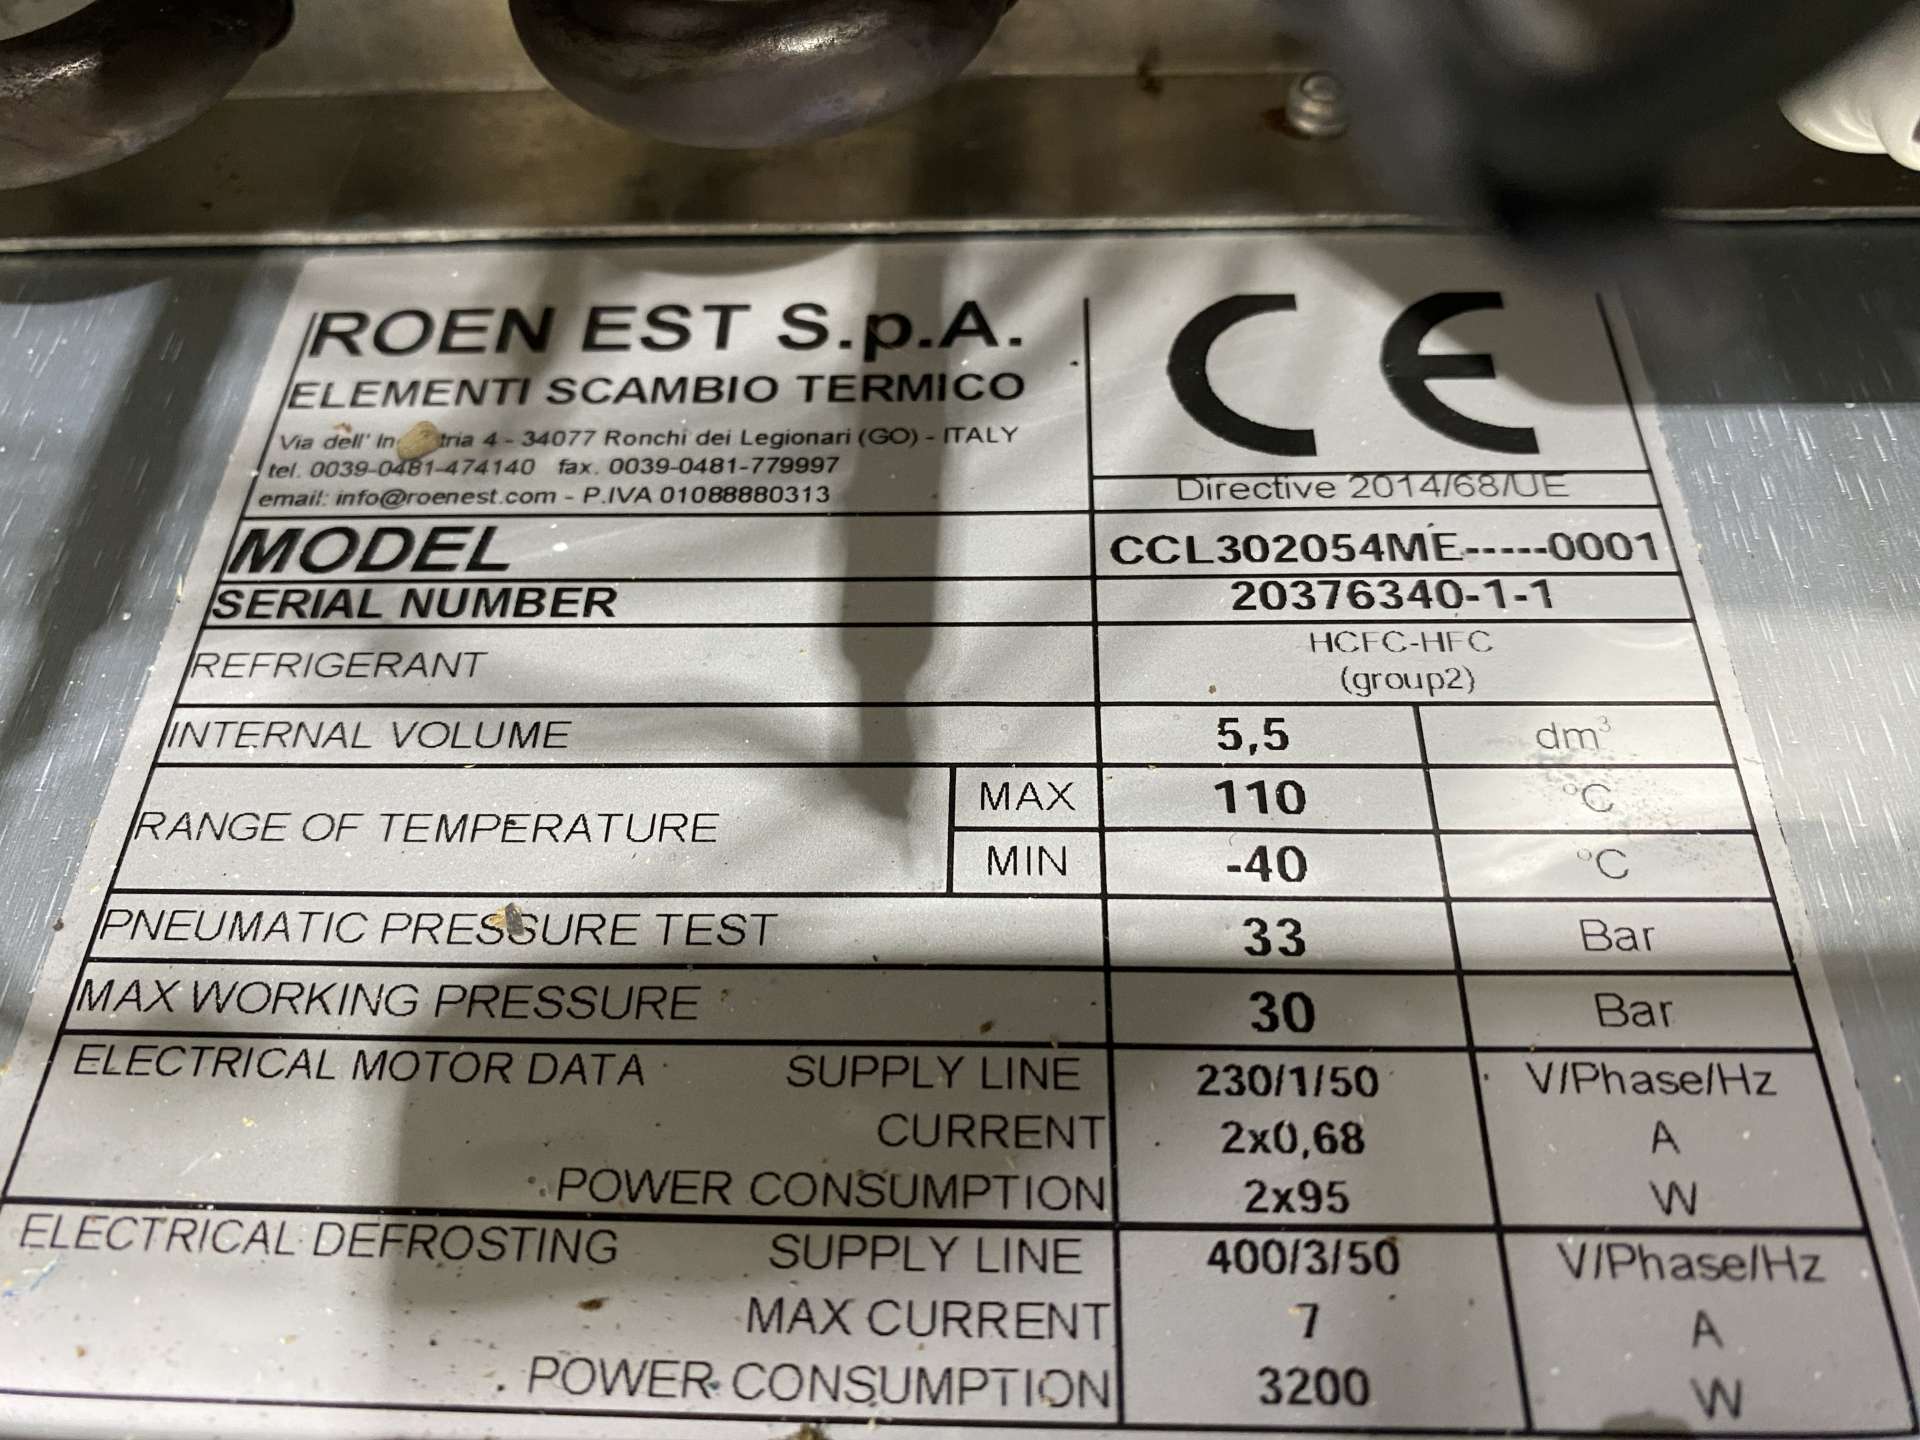 ROEN EST S.p.A.
ELEMENTI SCAMBIO TERMICO
Via dell' 4 - 34077 Ronchi dei Legionari (GO) - ITALY
tel. 0039-0481-474140 fax. 0039-0481-779997
email: info@roenest.com - P.IVA 01088880313
CE
Directive 2014/68/UE
MODEL CCL302054ME-----0001
SERIAL NUMBER 20376340-1-1
REFRIGERANT HCFC-HFC
(group2)
INTERNAL VOLUME 5,5 dm³
RANGE OF TEMPERATURE MAX 110 °C
MIN -40 °C
PNEUMATIC PRESSURE TEST 33 Bar
MAX WORKING PRESSURE 30 Bar
ELECTRICAL MOTOR DATA SUPPLY LINE 230/1/50 V/Phase/Hz
CURRENT 2x0,68 A
POWER CONSUMPTION 2x95 W
ELECTRICAL DEFROSTING SUPPLY LINE 400/3/50 V/Phase/Hz
MAX CURRENT 7 A
POWER CONSUMPTION 3200 W